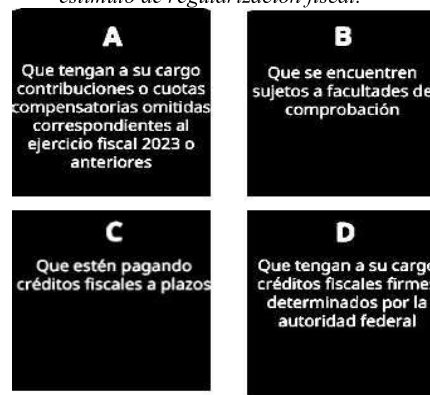 estímulo de regularización fiscal.
A
Que tengan a su cargo
contribuciones o cuotas
compensatorias omitidas
correspondientes al
ejercicio fiscal 2023 o
anteriores
B
Que se encuentren
sujetos a facultades de
comprobación
C
Que estén pagando
créditos fiscales a plazos
D
Que tengan a su cargo
créditos fiscales firmes
determinados por la
autoridad federal